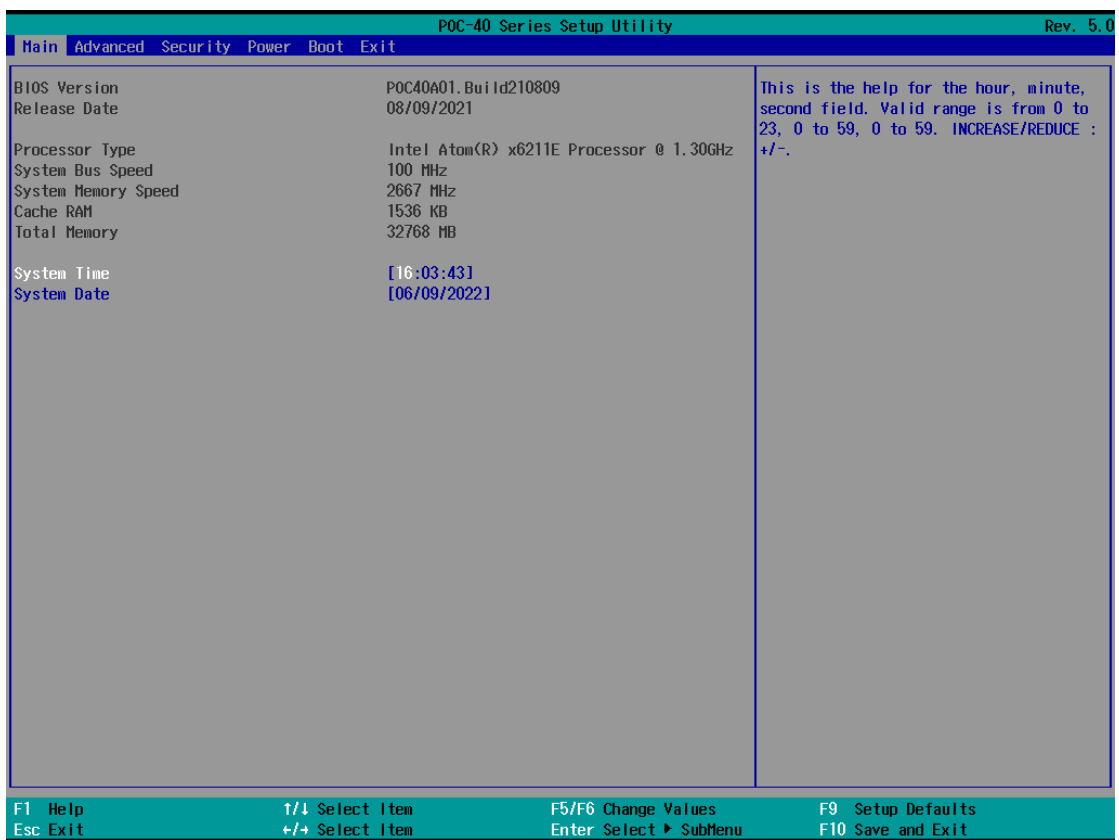 POC-40 Series Setup Utility Rev. 5.0
Main Advanced Security Power Boot Exit
BIOS Version POC40A01.Build210809
Release Date 08/09/2021
Processor Type Intel Atom(R) x6211E Processor @ 1.30GHz
System Bus Speed 100 MHz
System Memory Speed 2667 MHz
Cache RAM 1536 KB
Total Memory 32768 MB
System Time [16:03:43]
System Date [06/09/2022]
This is the help for the hour, minute,
second field. Valid range is from 0 to
23, 0 to 59, 0 to 59. INCREASE/REDUCE :
+/-.
F1 Help ↑/↓ Select Item F5/F6 Change Values F9 Setup Defaults
Esc Exit ←/→ Select Item Enter Select ▶ SubMenu F10 Save and Exit